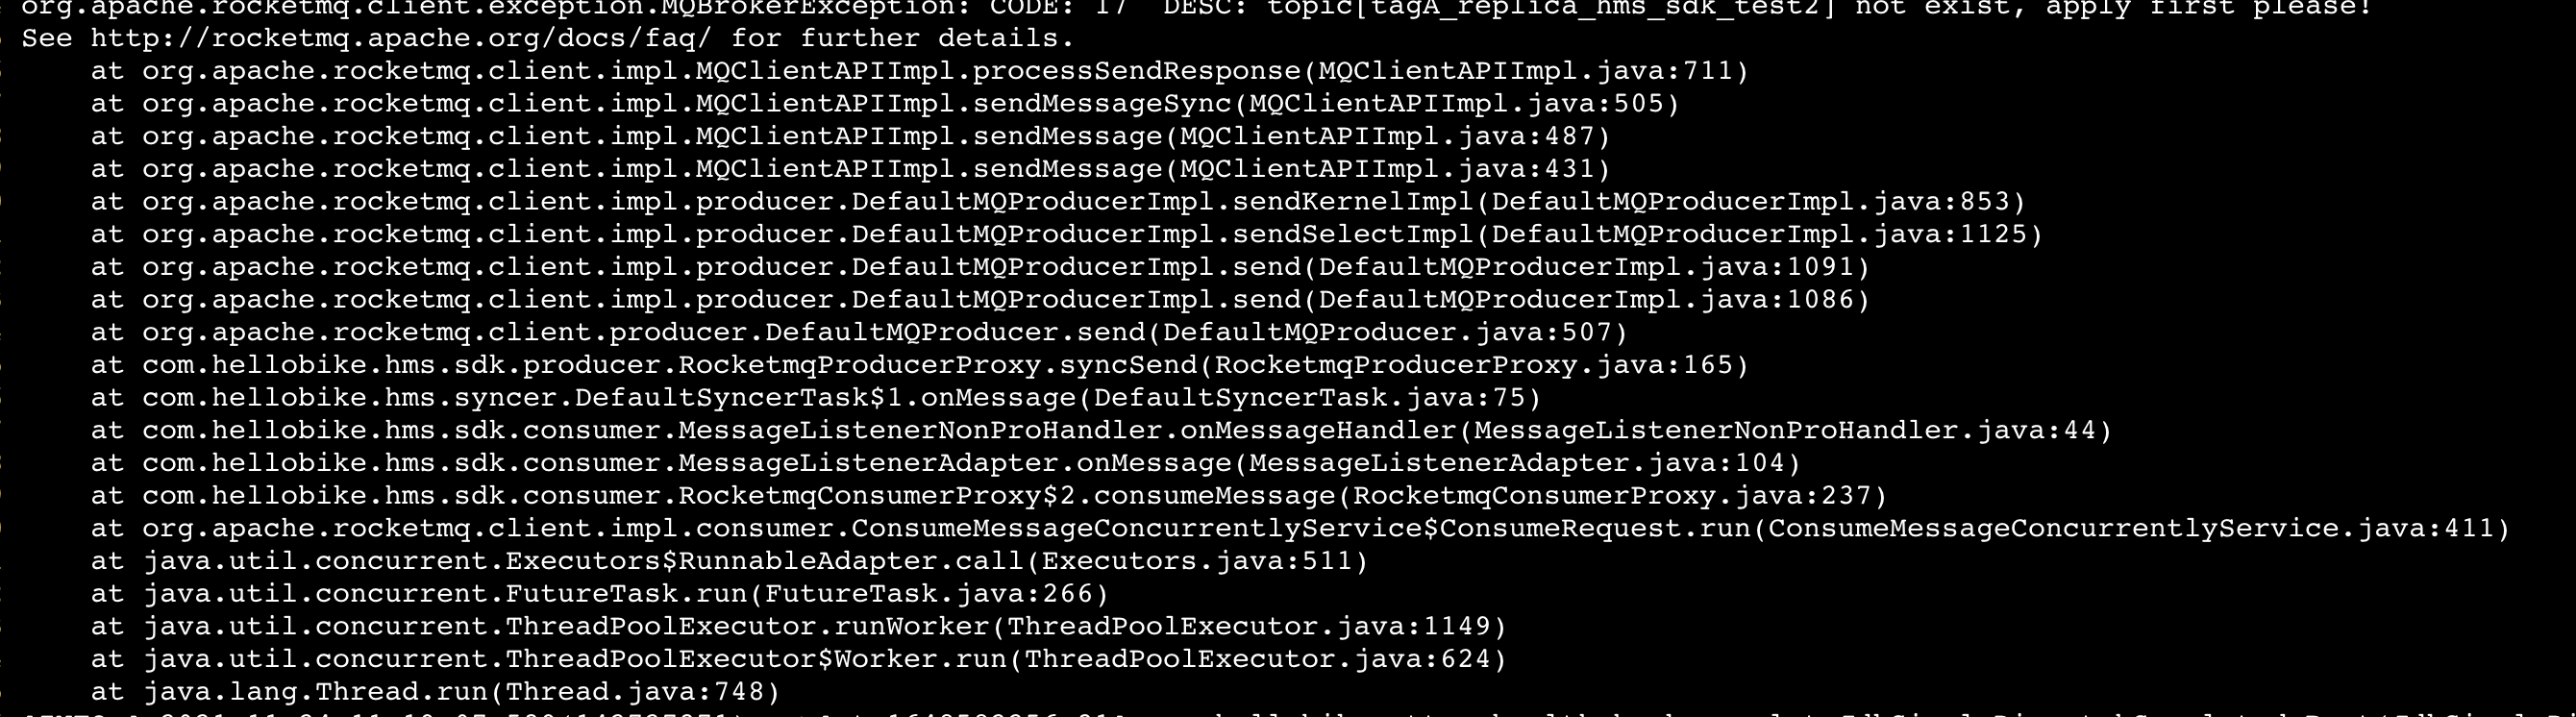 org.apache.rocketmq.client.exception.MQBrokerException: CODE: 17  DESC: topic[tagA_replica_hms_sdk_test2] not exist, apply first please!
See http://rocketmq.apache.org/docs/faq/ for further details.
at org.apache.rocketmq.client.impl.MQClientAPIImpl.processSendResponse(MQClientAPIImpl.java:711)
at org.apache.rocketmq.client.impl.MQClientAPIImpl.sendMessageSync(MQClientAPIImpl.java:505)
at org.apache.rocketmq.client.impl.MQClientAPIImpl.sendMessage(MQClientAPIImpl.java:487)
at org.apache.rocketmq.client.impl.MQClientAPIImpl.sendMessage(MQClientAPIImpl.java:431)
at org.apache.rocketmq.client.impl.producer.DefaultMQProducerImpl.sendKernelImpl(DefaultMQProducerImpl.java:853)
at org.apache.rocketmq.client.impl.producer.DefaultMQProducerImpl.sendSelectImpl(DefaultMQProducerImpl.java:1125)
at org.apache.rocketmq.client.impl.producer.DefaultMQProducerImpl.send(DefaultMQProducerImpl.java:1091)
at org.apache.rocketmq.client.impl.producer.DefaultMQProducerImpl.send(DefaultMQProducerImpl.java:1086)
at org.apache.rocketmq.client.producer.DefaultMQProducer.send(DefaultMQProducer.java:507)
at com.hellobike.hms.sdk.producer.RocketmqProducerProxy.syncSend(RocketmqProducerProxy.java:165)
at com.hellobike.hms.syncer.DefaultSyncerTask$1.onMessage(DefaultSyncerTask.java:75)
at com.hellobike.hms.sdk.consumer.MessageListenerNonProHandler.onMessageHandler(MessageListenerNonProHandler.java:44)
at com.hellobike.hms.sdk.consumer.MessageListenerAdapter.onMessage(MessageListenerAdapter.java:104)
at com.hellobike.hms.sdk.consumer.RocketmqConsumerProxy$2.consumeMessage(RocketmqConsumerProxy.java:237)
at org.apache.rocketmq.client.impl.consumer.ConsumeMessageConcurrentlyService$ConsumeRequest.run(ConsumeMessageConcurrentlyService.java:411)
at java.util.concurrent.Executors$RunnableAdapter.call(Executors.java:511)
at java.util.concurrent.FutureTask.run(FutureTask.java:266)
at java.util.concurrent.ThreadPoolExecutor.runWorker(ThreadPoolExecutor.java:1149)
at java.util.concurrent.ThreadPoolExecutor$Worker.run(ThreadPoolExecutor.java:624)
at java.lang.Thread.run(Thread.java:748)